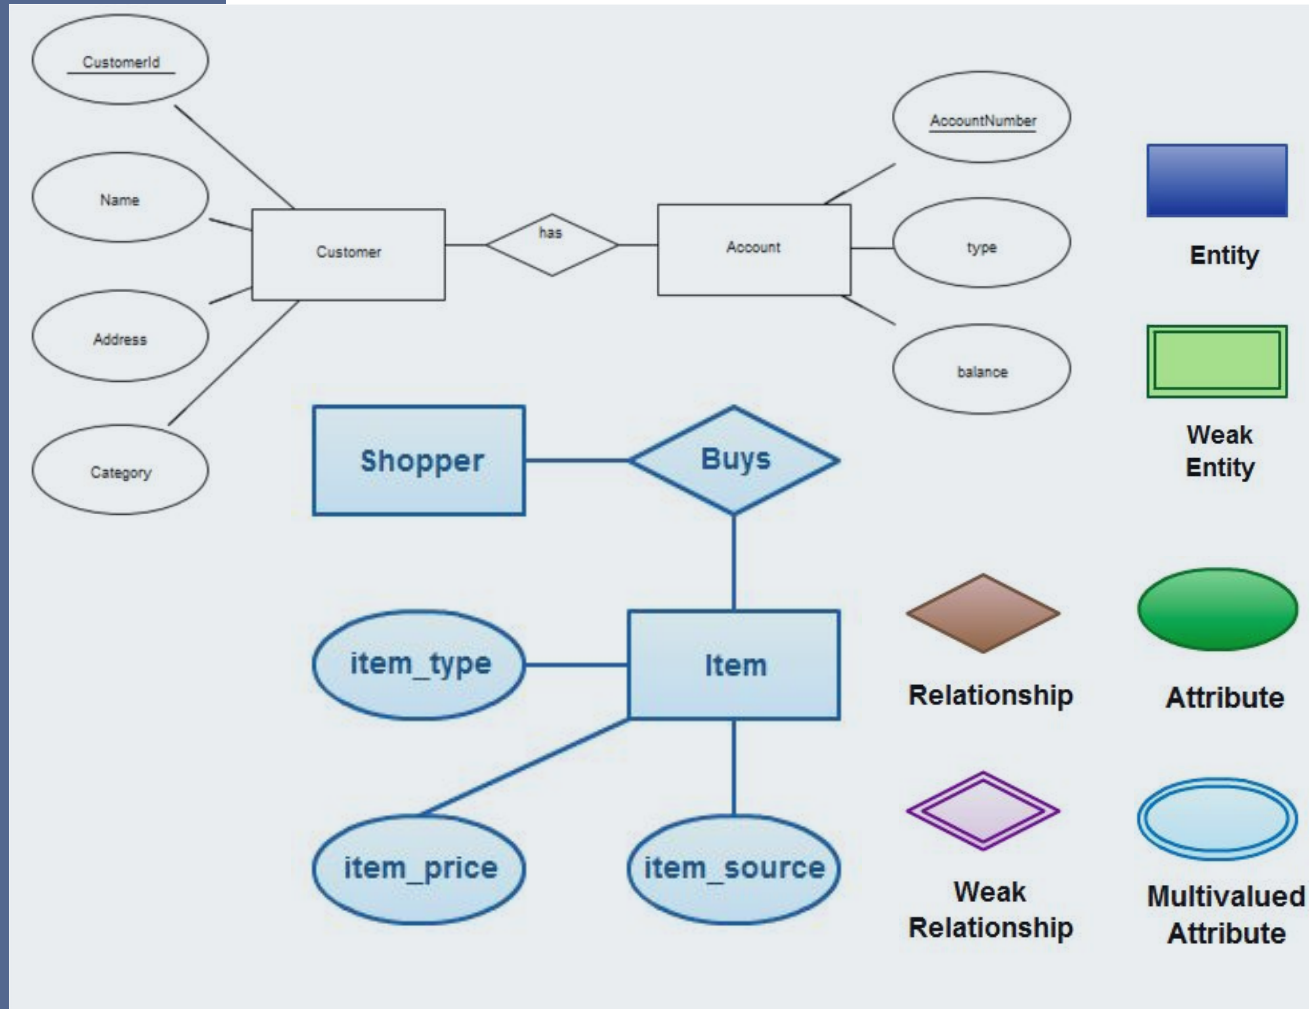 CustomerId
Name
Address
Category
Customer
has
Account
AccountNumber
type
balance
Shopper
Buys
Item
item_type
item_price
item_source
Entity
Weak
Entity
Relationship
Attribute
Weak
Relationship
Multivalued
Attribute